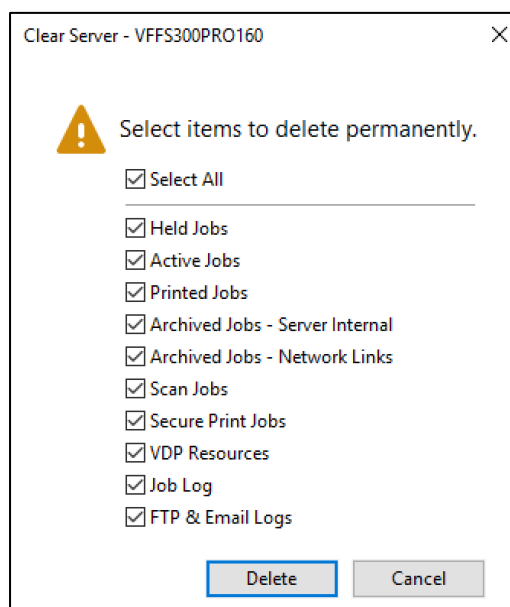 Clear Server - VFFS300PRO160
Select items to delete permanently.
Select All
Held Jobs
Active Jobs
Printed Jobs
Archived Jobs - Server Internal
Archived Jobs - Network Links
Scan Jobs
Secure Print Jobs
VDP Resources
Job Log
FTP & Email Logs
Delete Cancel